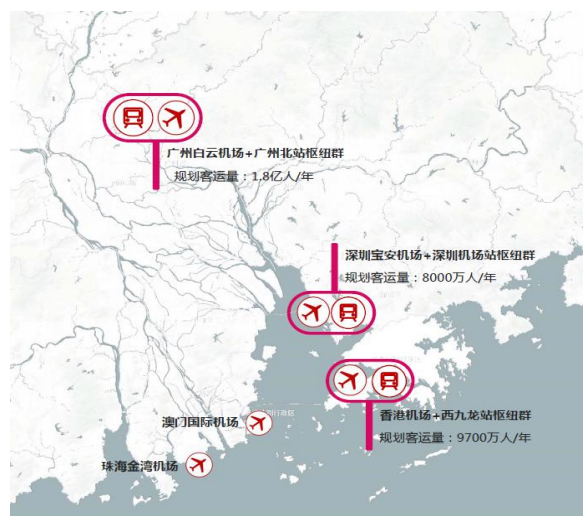 广州白云机场+广州北站枢纽群
规划客运量：1.8亿人/年
深圳宝安机场+深圳机场站枢纽群
规划客运量：8000万人/年
香港机场+西九龙站枢纽群
规划客运量：9700万人/年
澳门国际机场
珠海金湾机场